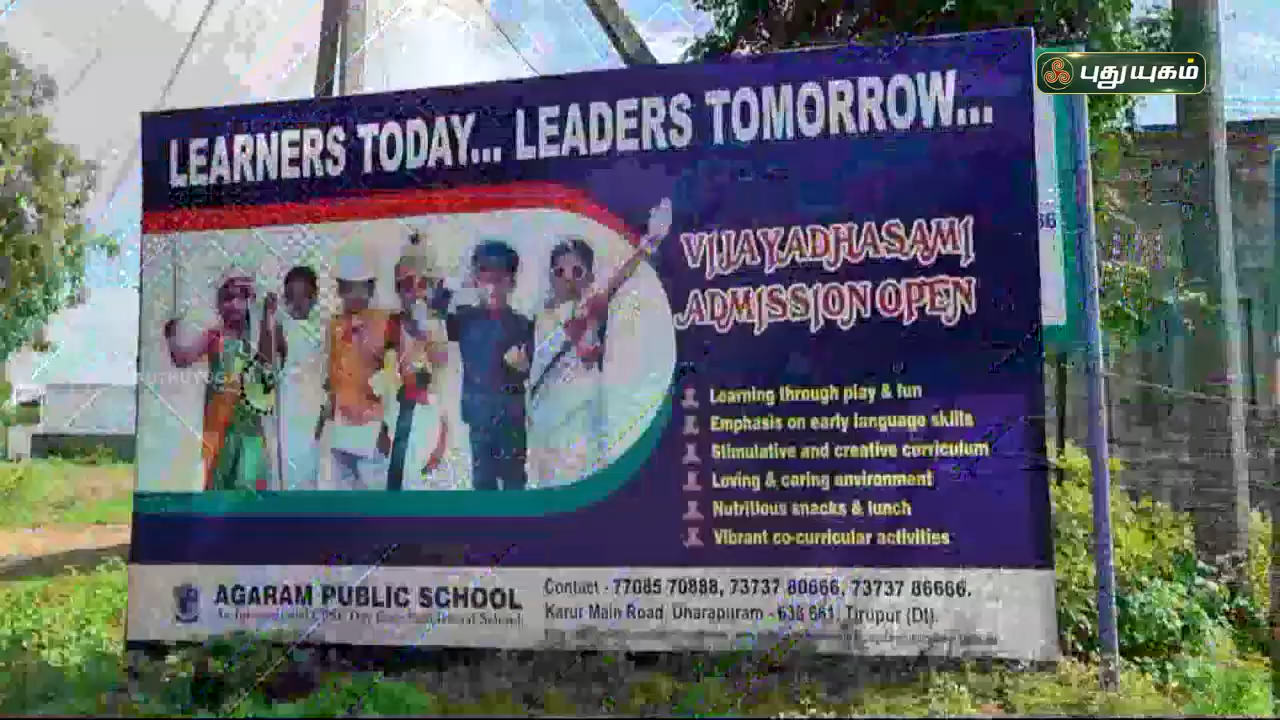 புதுயுகம்
LEARNERS TODAY... LEADERS TOMORROW...
VIJAYADHASAMI
ADMISSION OPEN
Learning through play & fun
Emphasis on early language skills
Stimulative and creative curriculum
Loving & caring environment
Nutritious snacks & lunch
Vibrant co-curricular activities
AGARAM PUBLIC SCHOOL
Contact - 77085 70888, 73737 80666, 73737 86666.
Karur Main Road, Dharapuram - 638 661, Tirupur (Dt).